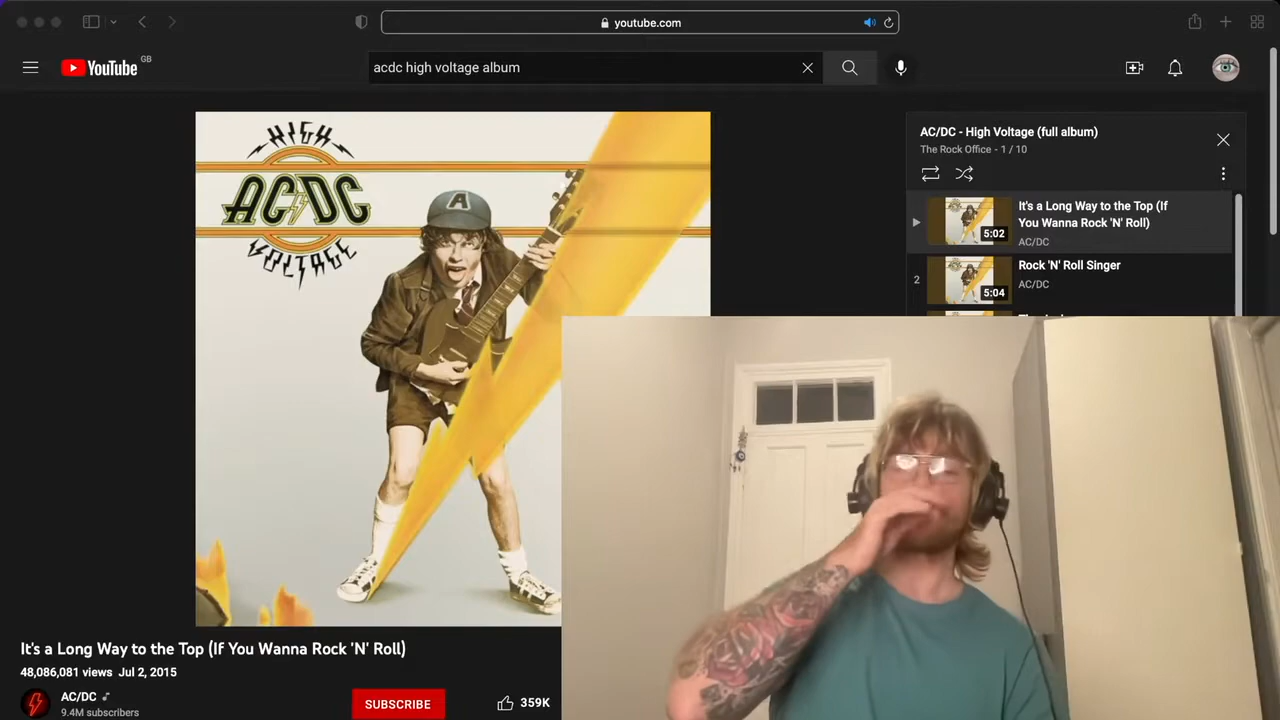 youtube.com
YouTube GB
acdc high voltage album
HIGH
AC/DC
VOLTAGE
A
AC/DC - High Voltage (full album)
The Rock Office - 1 / 10
It's a Long Way to the Top (If
You Wanna Rock 'N' Roll)
5:02
AC/DC
2
Rock 'N' Roll Singer
AC/DC
5:04
It's a Long Way to the Top (If You Wanna Rock 'N' Roll)
48,086,081 views Jul 2, 2015
AC/DC
9.4M subscribers
SUBSCRIBE
359K